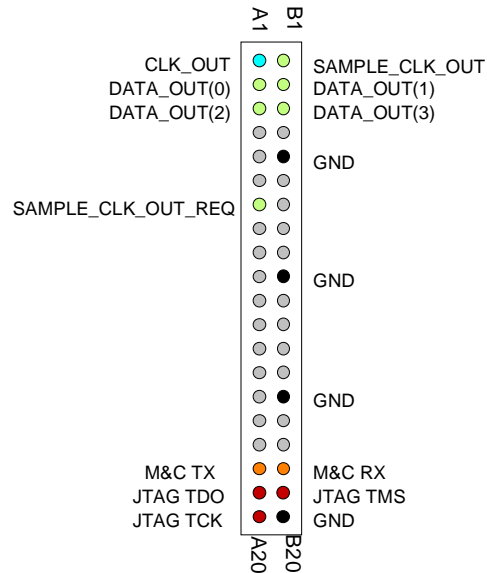 A1 B1
CLK_OUT SAMPLE_CLK_OUT
DATA_OUT(0) DATA_OUT(1)
DATA_OUT(2) DATA_OUT(3)
GND
SAMPLE_CLK_OUT_REQ
GND
GND
M&C TX M&C RX
JTAG TDO JTAG TMS
JTAG TCK GND
A20 B20